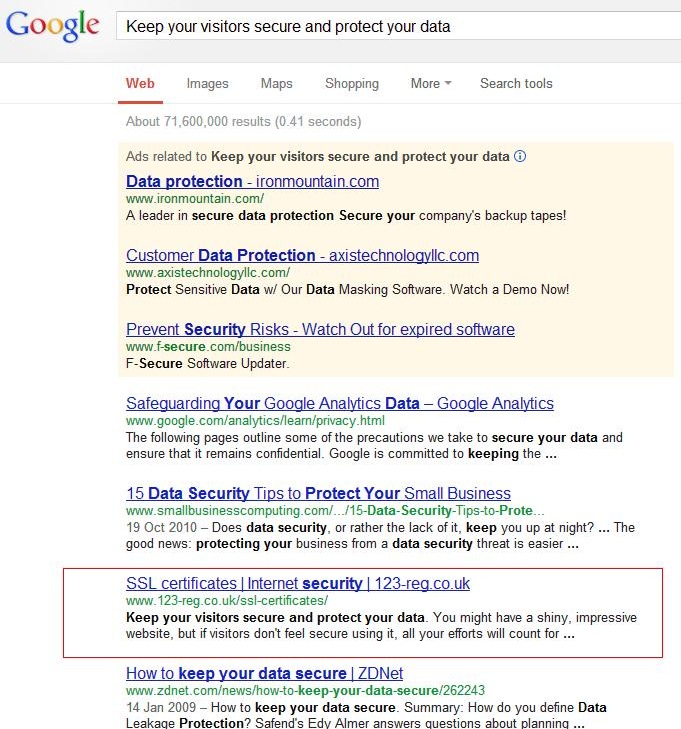 Google
Keep your visitors secure and protect your data
Web Images Maps Shopping More Search tools
About 71,600,000 results (0.41 seconds)
Ads related to Keep your visitors secure and protect your data
Data protection - ironmountain.com
www.ironmountain.com/
A leader in secure data protection Secure your company's backup tapes!
Customer Data Protection - axistechnologyllc.com
www.axistechnologyllc.com/
Protect Sensitive Data w/ Our Data Masking Software. Watch a Demo Now!
Prevent Security Risks - Watch Out for expired software
www.f-secure.com/business
F-Secure Software Updater.
Safeguarding Your Google Analytics Data – Google Analytics
www.google.com/analytics/learn/privacy.html
The following pages outline some of the precautions we take to secure your data and
ensure that it remains confidential. Google is committed to keeping the ...
15 Data Security Tips to Protect Your Small Business
www.smallbusinesscomputing.com/.../15-Data-Security-Tips-to-Prote...
19 Oct 2010 – Does data security, or rather the lack of it, keep you up at night? ... The
good news: protecting your business from a data security threat is easier ...
SSL certificates | Internet security | 123-reg.co.uk
www.123-reg.co.uk/ssl-certificates/
Keep your visitors secure and protect your data. You might have a shiny, impressive
website, but if visitors don't feel secure using it, all your efforts will count for ...
How to keep your data secure | ZDNet
www.zdnet.com/news/how-to-keep-your-data-secure/262243
14 Jan 2009 – How to keep your data secure. Summary: How do you define Data
Leakage Protection? Safend's Edy Almer answers questions about planning ...